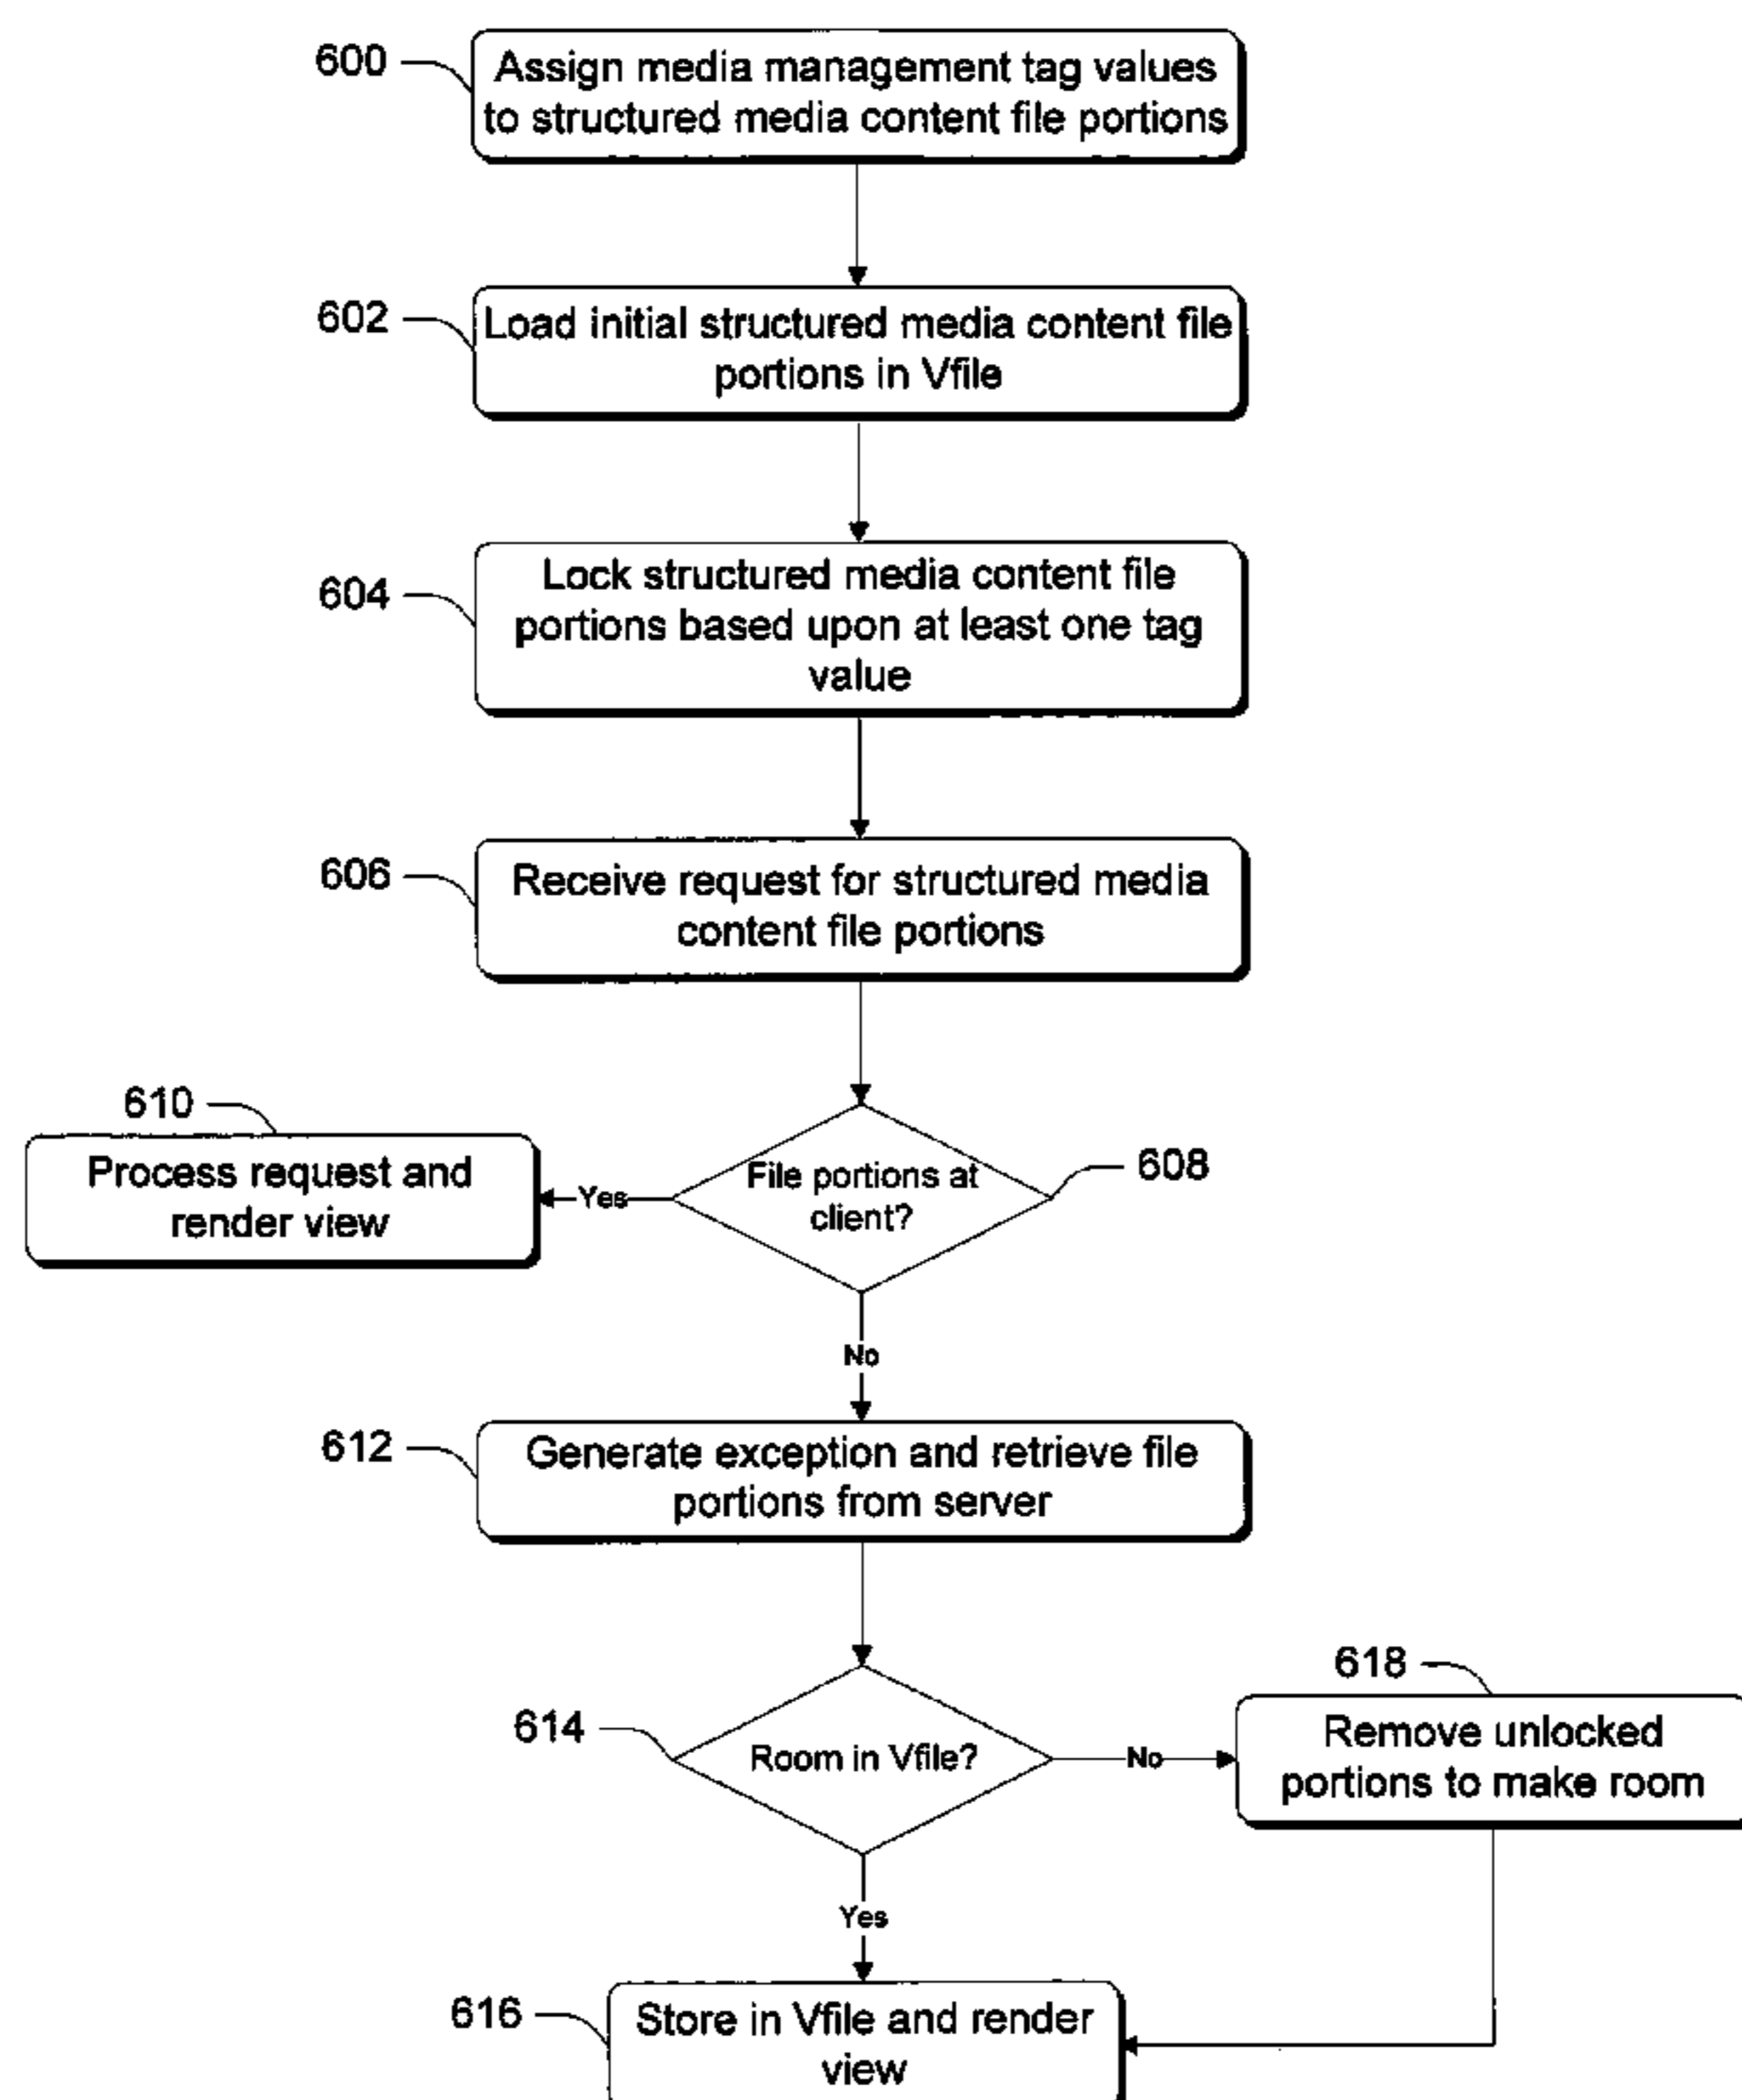 600
Assign media management tag values
to structured media content file portions
602
Load initial structured media content file
portions in Vfile
604
Lock structured media content file
portions based upon at least one tag
value
606
Receive request for structured media
content file portions
610
Process request and
render view
Yes
File portions at
client?
608
No
612
Generate exception and retrieve file
portions from server
614
Room in Vfile?
No
618
Remove unlocked
portions to make room
Yes
616
Store in Vfile and render
view